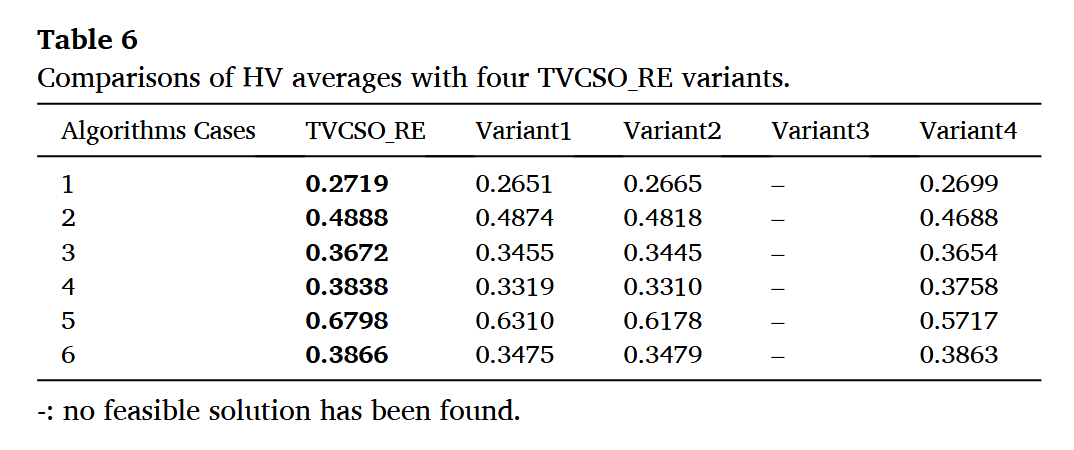 Table 6
Comparisons of HV averages with four TVCSO_RE variants.
Algorithms Cases TVCSO_RE Variant1 Variant2 Variant3 Variant4
1 0.2719 0.2651 0.2665 – 0.2699
2 0.4888 0.4874 0.4818 – 0.4688
3 0.3672 0.3455 0.3445 – 0.3654
4 0.3838 0.3319 0.3310 – 0.3758
5 0.6798 0.6310 0.6178 – 0.5717
6 0.3866 0.3475 0.3479 – 0.3863
-: no feasible solution has been found.